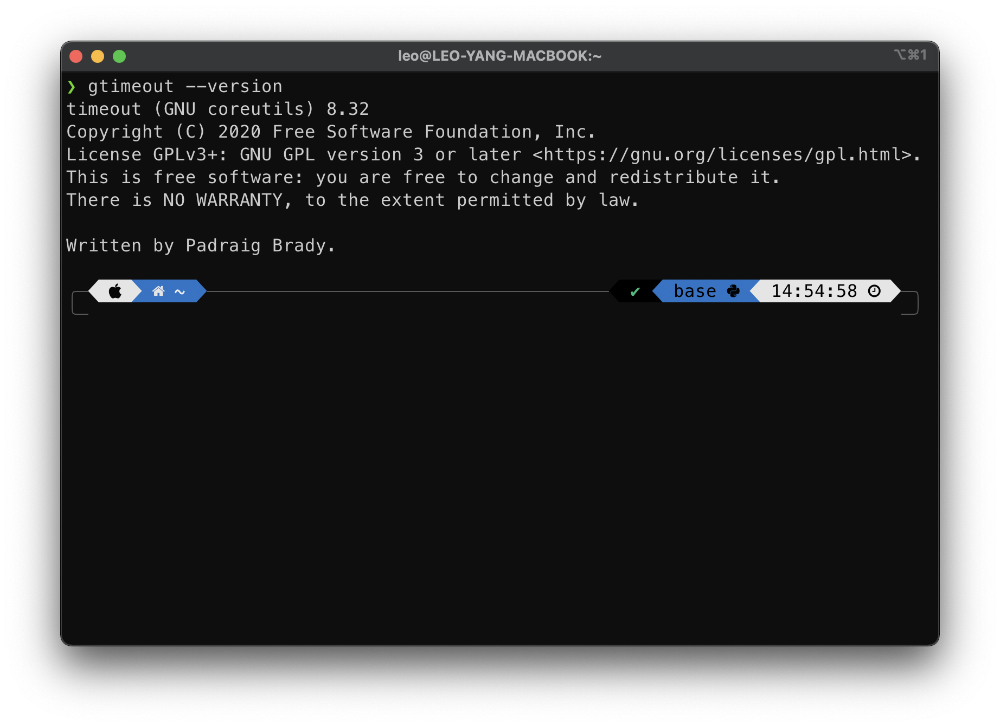 leo@LEO-YANG-MACBOOK:~
⌥⌘1
❯ gtimeout --version
timeout (GNU coreutils) 8.32
Copyright (C) 2020 Free Software Foundation, Inc.
License GPLv3+: GNU GPL version 3 or later <https://gnu.org/licenses/gpl.html>.
This is free software: you are free to change and redistribute it.
There is NO WARRANTY, to the extent permitted by law.
Written by Padraig Brady.
~ ✔ base 14:54:58